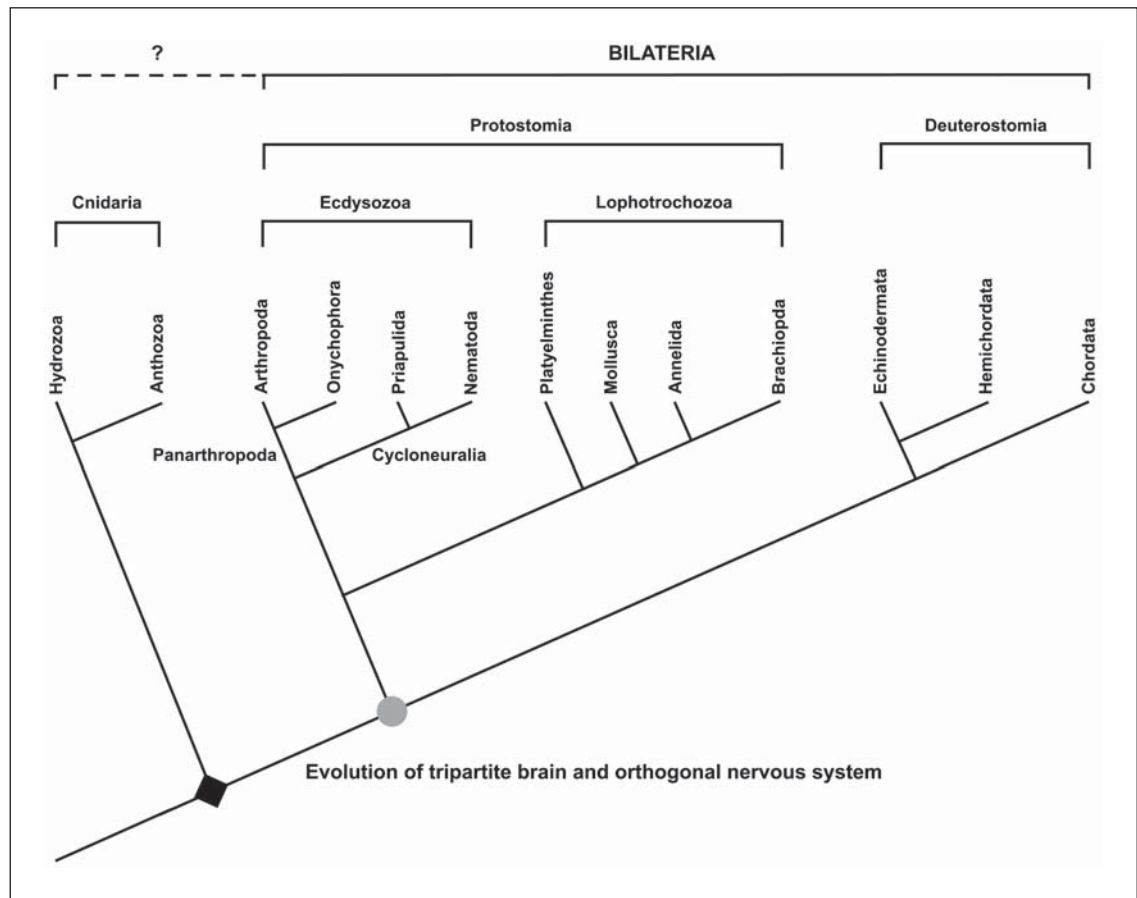 ?
BILATERIA
Protostomia
Deuterostomia
Cnidaria
Ecdysozoa
Lophotrochozoa
Hydrozoa
Anthozoa
Arthropoda
Onychophora
Priapulida
Nematoda
Platyelminthes
Mollusca
Annelida
Brachiopda
Echinodermata
Hemichordata
Chordata
Panarthropoda
Cycloneuralia
Evolution of tripartite brain and orthogonal nervous system